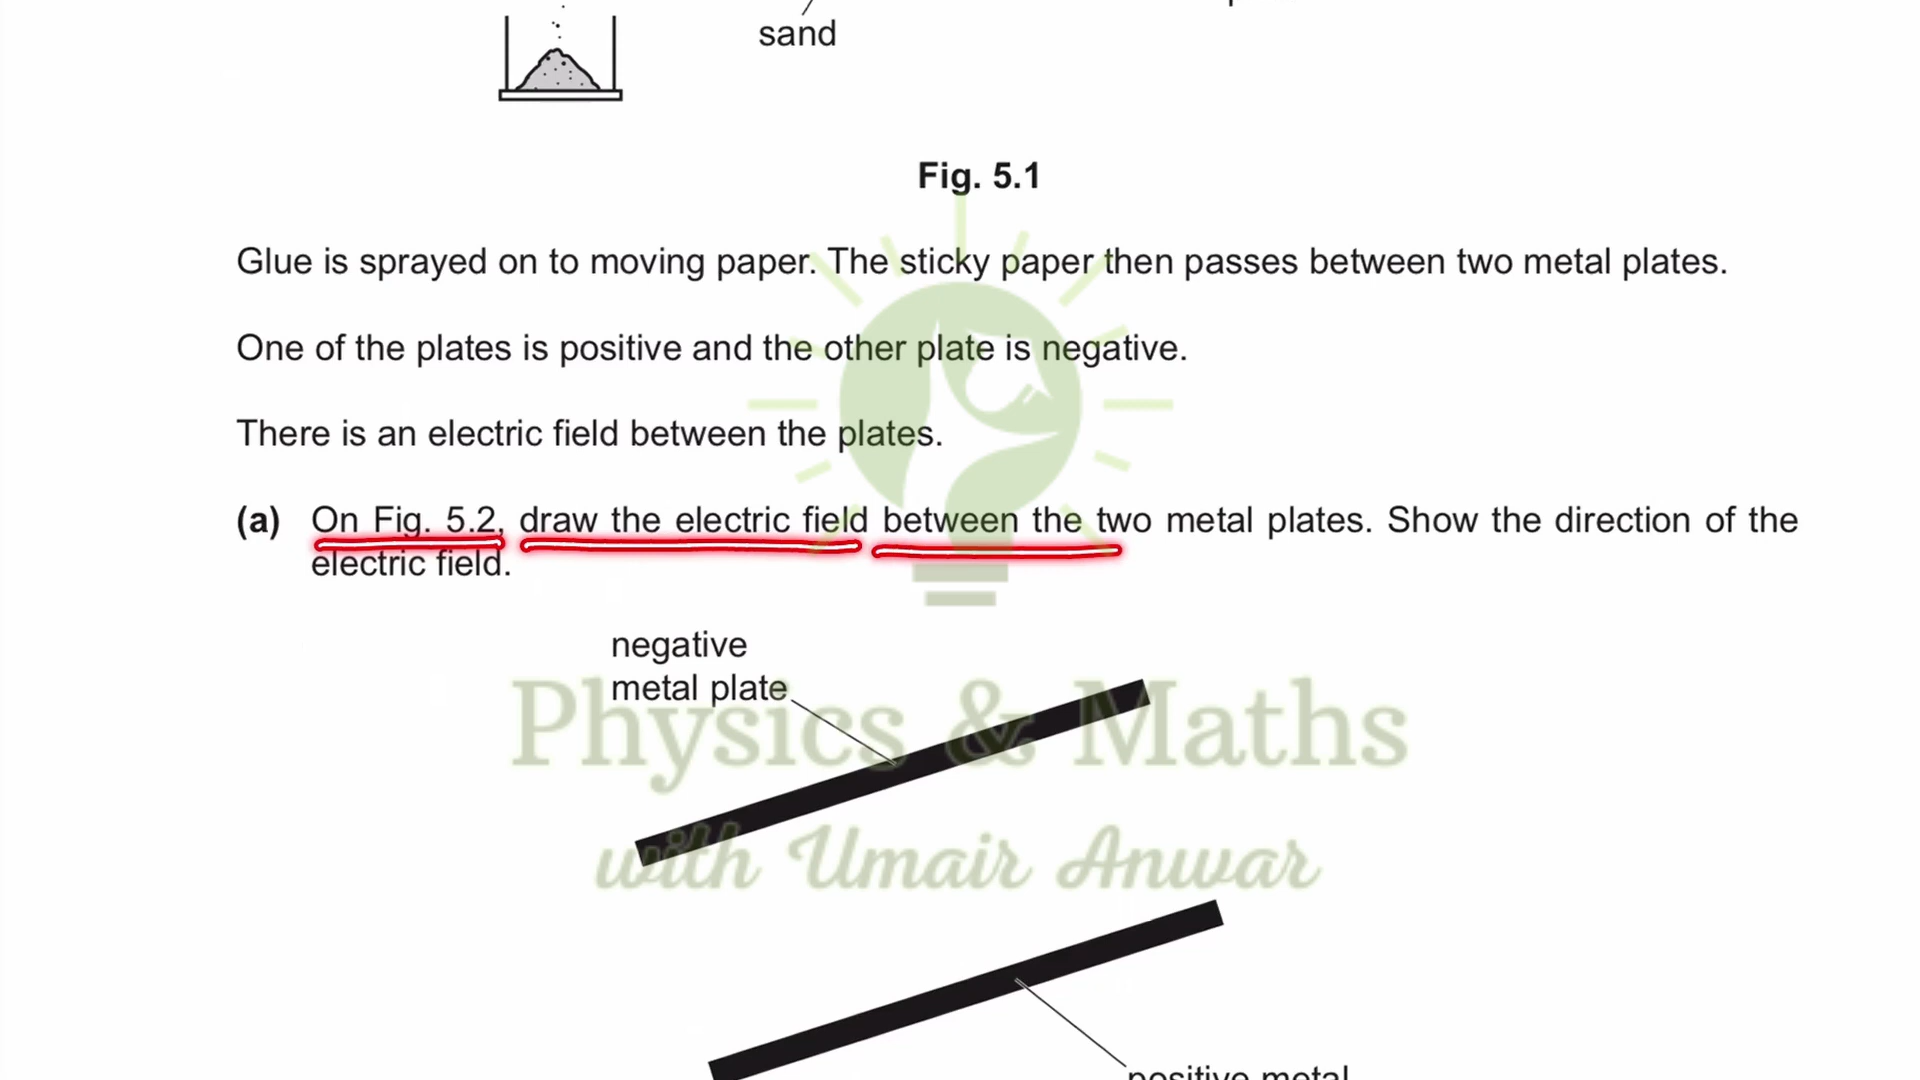 sand
Fig. 5.1
Glue is sprayed on to moving paper. The sticky paper then passes between two metal plates.
One of the plates is positive and the other plate is negative.
There is an electric field between the plates.
(a) On Fig. 5.2, draw the electric field between the two metal plates. Show the direction of the
electric field.
negative
metal plate
Physics & Maths
with Umair Anwar
positive metal